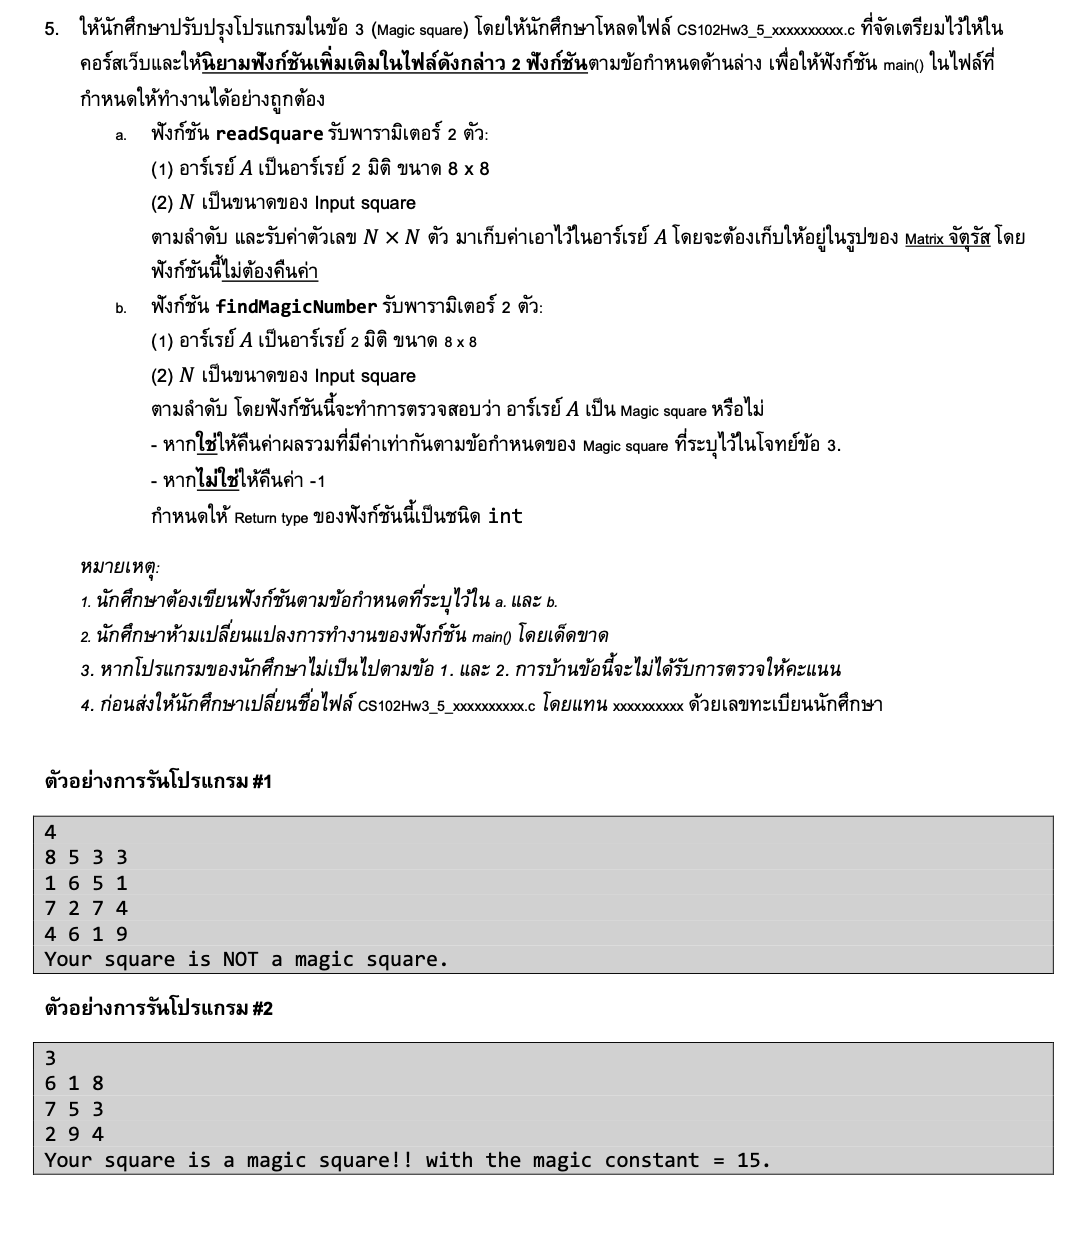 5. ให้นักศึกษาปรับปรุงโปรแกรมในข้อ 3 (Magic square) โดยให้นักศึกษาโหลดไฟล์ CS102Hw3_5_xxxxxxxxxx.c ที่จัดเตรียมไว้ให้ใน
คอร์สเว็บและให้นิยามฟังก์ชันเพิ่มเติมในไฟล์ดังกล่าว 2 ฟังก์ชันตามข้อกำหนดด้านล่าง เพื่อให้ฟังก์ชัน main() ในไฟล์ที่
กำหนดให้ทำงานได้อย่างถูกต้อง
a. ฟังก์ชัน readSquare รับพารามิเตอร์ 2 ตัว:
(1) อาร์เรย์ A เป็นอาร์เรย์ 2 มิติ ขนาด 8 x 8
(2) N เป็นขนาดของ Input square
ตามลำดับ และรับค่าตัวเลข N × N ตัว มาเก็บค่าเอาไว้ในอาร์เรย์ A โดยจะต้องเก็บให้อยู่ในรูปของ Matrix จัตุรัส โดย
ฟังก์ชันนี้ไม่ต้องคืนค่า
b. ฟังก์ชัน findMagicNumber รับพารามิเตอร์ 2 ตัว:
(1) อาร์เรย์ A เป็นอาร์เรย์ 2 มิติ ขนาด 8 x 8
(2) N เป็นขนาดของ Input square
ตามลำดับ โดยฟังก์ชันนี้จะทำการตรวจสอบว่า อาร์เรย์ A เป็น Magic square หรือไม่
- หากใช่ให้คืนค่าผลรวมที่มีค่าเท่ากันตามข้อกำหนดของ Magic square ที่ระบุไว้ในโจทย์ข้อ 3.
- หากไม่ใช่ให้คืนค่า -1
กำหนดให้ Return type ของฟังก์ชันนี้เป็นชนิด int
หมายเหตุ:
1. นักศึกษาต้องเขียนฟังก์ชันตามข้อกำหนดที่ระบุไว้ใน a. และ b.
2. นักศึกษาห้ามเปลี่ยนแปลงการทำงานของฟังก์ชัน main() โดยเด็ดขาด
3. หากโปรแกรมของนักศึกษาไม่เป็นไปตามข้อ 1. และ 2. การบ้านข้อนี้จะไม่ได้รับการตรวจให้คะแนน
4. ก่อนส่งให้นักศึกษาเปลี่ยนชื่อไฟล์ CS102Hw3_5_xxxxxxxxxx.c โดยแทน xxxxxxxxxx ด้วยเลขทะเบียนนักศึกษา
ตัวอย่างการรันโปรแกรม #1
4
8 5 3 3
1 6 5 1
7 2 7 4
4 6 1 9
Your square is NOT a magic square.
ตัวอย่างการรันโปรแกรม #2
3
6 1 8
7 5 3
2 9 4
Your square is a magic square!! with the magic constant = 15.